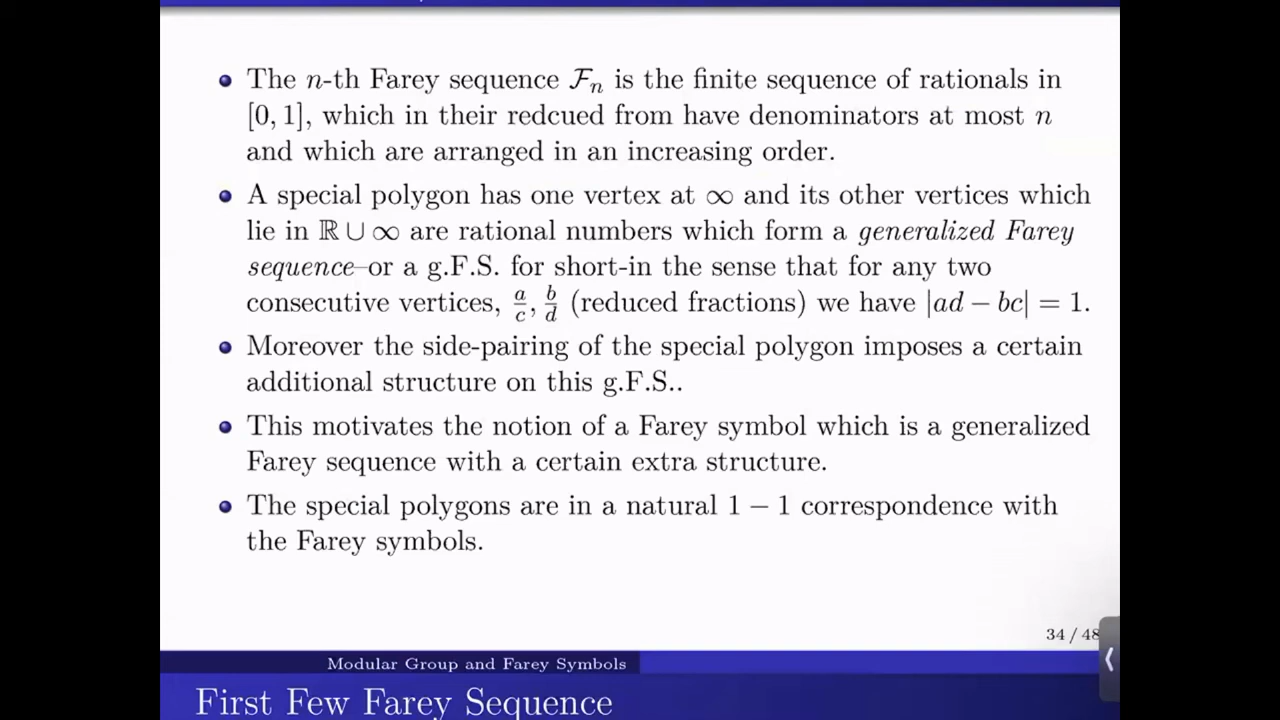 The n-th Farey sequence 𝓕ₙ is the finite sequence of rationals in
[0, 1], which in their redcued from have denominators at most n
and which are arranged in an increasing order.
A special polygon has one vertex at ∞ and its other vertices which
lie in ℝ ∪ ∞ are rational numbers which form a generalized Farey
sequence–or a g.F.S. for short-in the sense that for any two
consecutive vertices, a/c, b/d (reduced fractions) we have |ad − bc| = 1.
Moreover the side-pairing of the special polygon imposes a certain
additional structure on this g.F.S..
This motivates the notion of a Farey symbol which is a generalized
Farey sequence with a certain extra structure.
The special polygons are in a natural 1 − 1 correspondence with
the Farey symbols.
34 / 48
Modular Group and Farey Symbols
First Few Farey Sequence